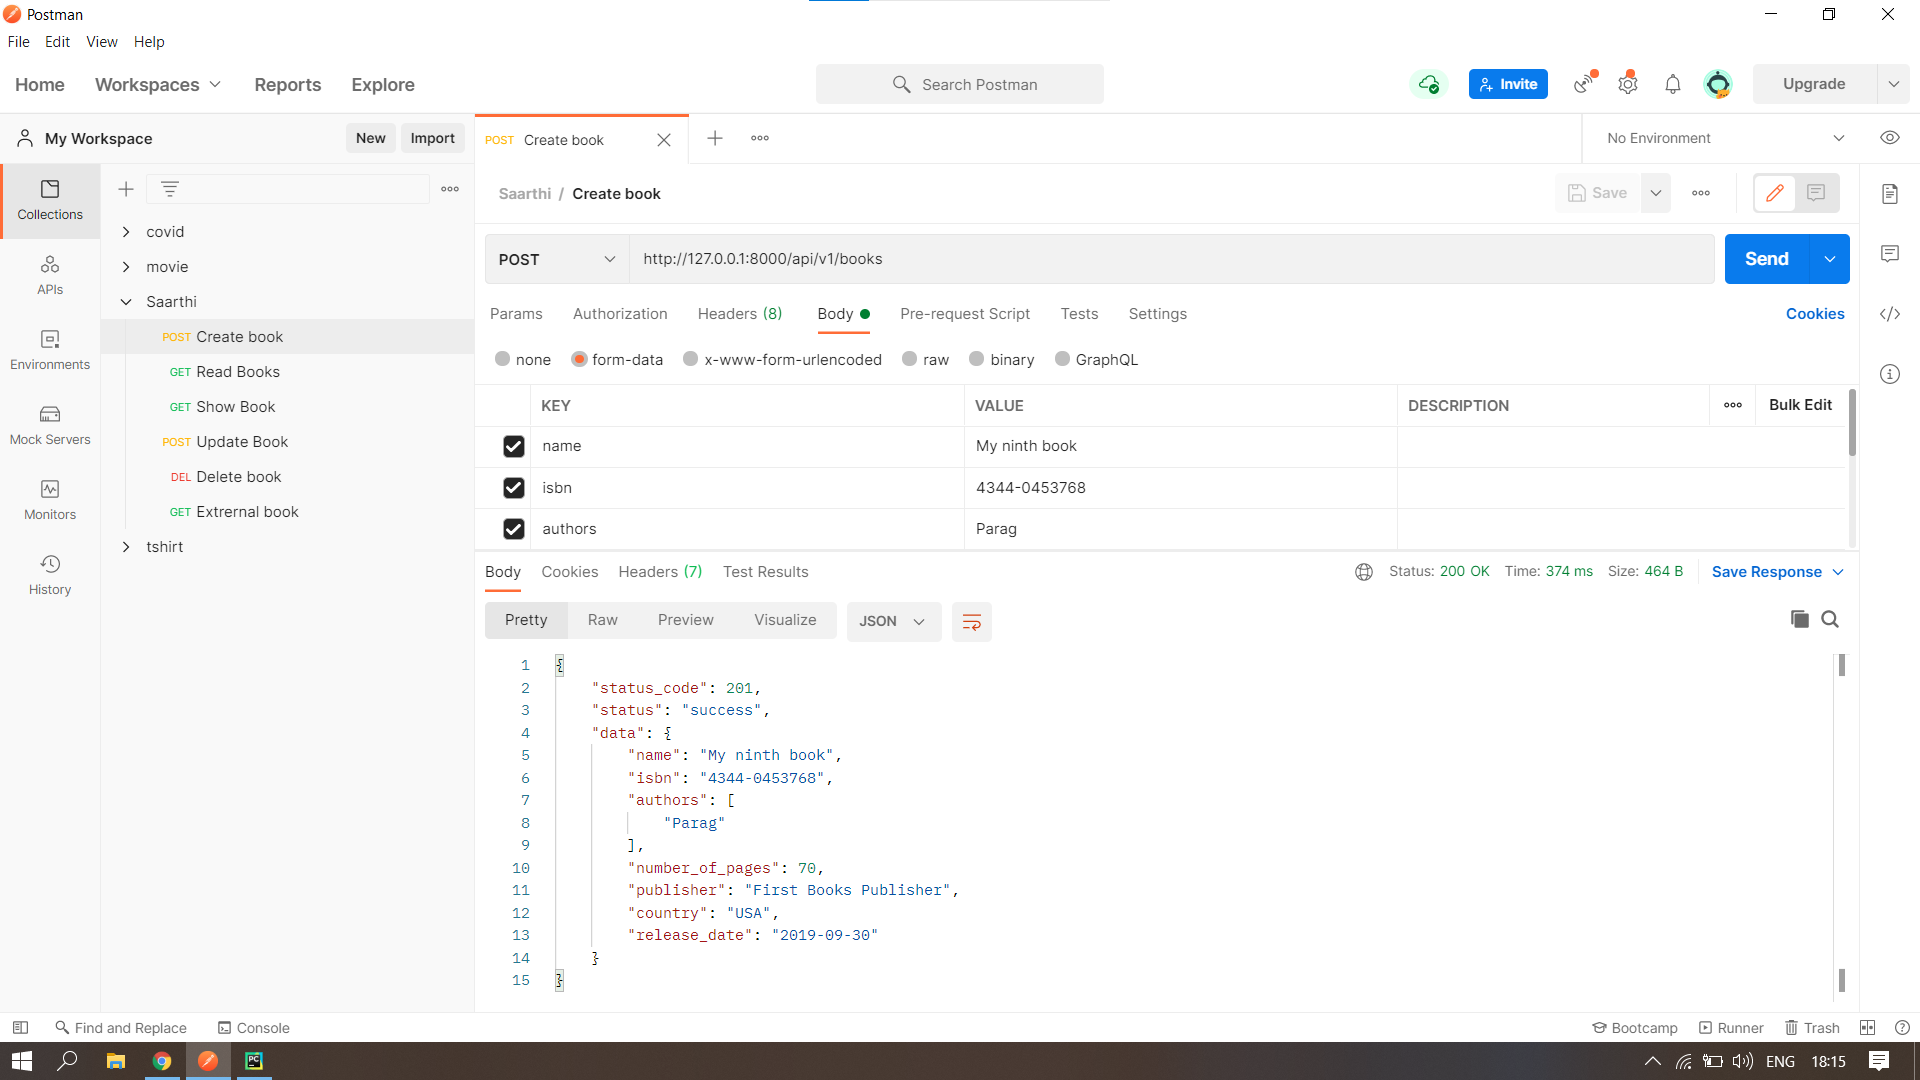 Postman
File Edit View Help
Home Workspaces Reports Explore
Search Postman
Invite
Upgrade
My Workspace New Import
POST Create book
No Environment
Collections
APIs
Environments
Mock Servers
Monitors
History
covid
movie
Saarthi
POST Create book
GET Read Books
GET Show Book
POST Update Book
DEL Delete book
GET Extrernal book
tshirt
Saarthi / Create book
Save
POST http://127.0.0.1:8000/api/v1/books
Send
Params Authorization Headers (8) Body Pre-request Script Tests Settings Cookies
none form-data x-www-form-urlencoded raw binary GraphQL
KEY VALUE DESCRIPTION Bulk Edit
name My ninth book
isbn 4344-0453768
authors Parag
Body Cookies Headers (7) Test Results Status: 200 OK Time: 374 ms Size: 464 B Save Response
Pretty Raw Preview Visualize JSON
1 {
2 "status_code": 201,
3 "status": "success",
4 "data": {
5 "name": "My ninth book",
6 "isbn": "4344-0453768",
7 "authors": [
8 "Parag"
9 ],
10 "number_of_pages": 70,
11 "publisher": "First Books Publisher",
12 "country": "USA",
13 "release_date": "2019-09-30"
14 }
15 }
Find and Replace Console Bootcamp Runner Trash
PC ENG 18:15